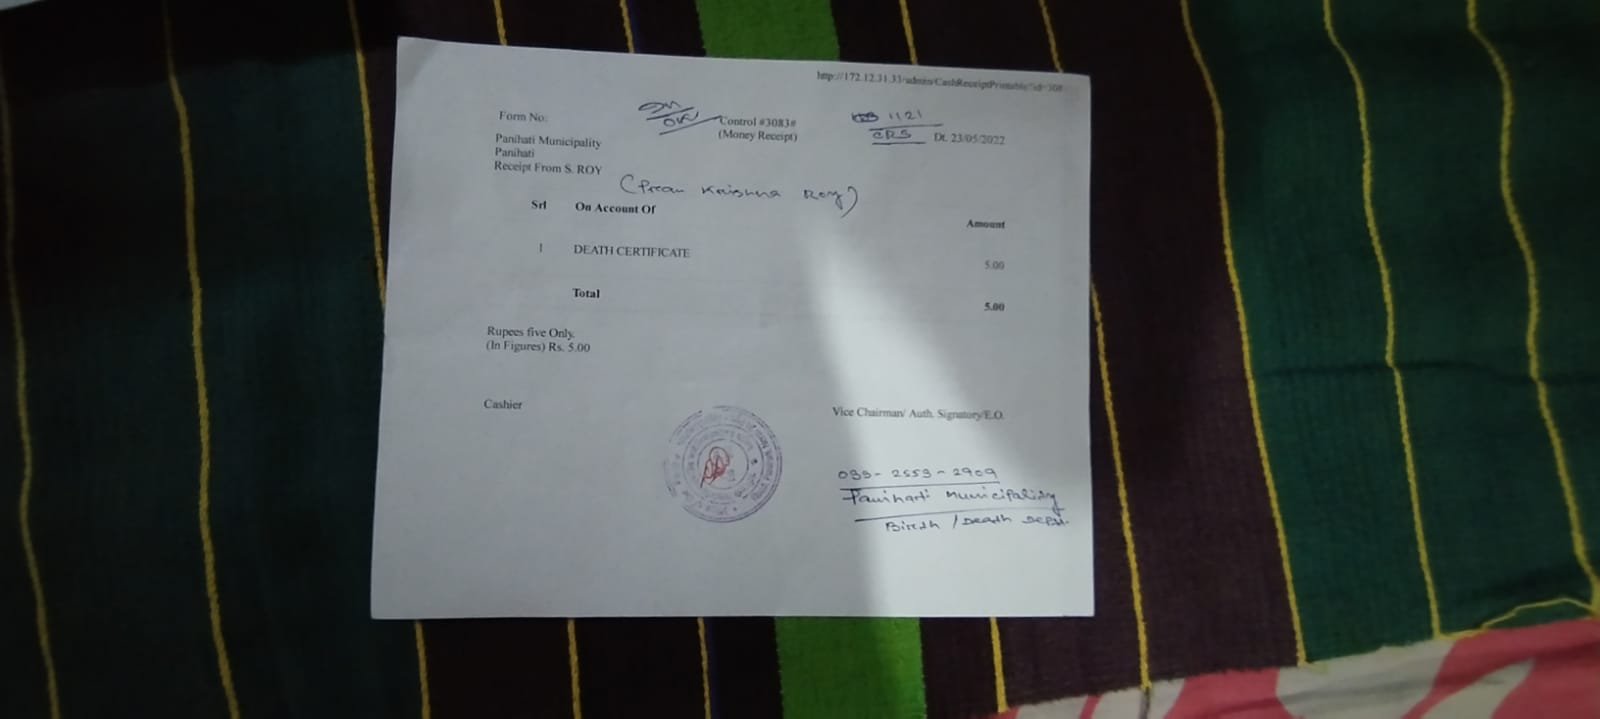 http://172.12.31.33/admin/CashReceiptPrintable?id=308
Form No:
Control #3083#
(Money Receipt)
1121
CRS
Dt. 23/05/2022
Panihati Municipality
Panihati
Receipt From S. ROY
(Pran Krishna Roy)
Srl On Account Of Amount
1 DEATH CERTIFICATE 5.00
Total 5.00
Rupees five Only.
(In Figures) Rs. 5.00
Cashier
Vice Chairman/ Auth. Signatory/E.O.
033-2553-2909
Panihati Municipality
Birth / Death Dept.